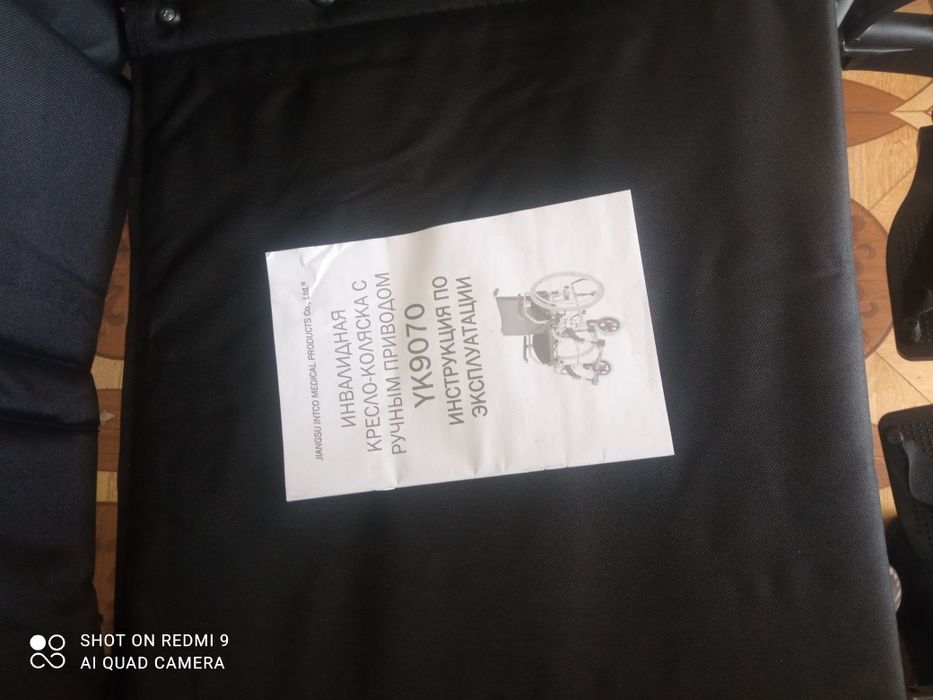 JIANGSU INTCO MEDICAL PRODUCTS Co., Ltd.®
ИНВАЛИДНАЯ
КРЕСЛО-КОЛЯСКА С
РУЧНЫМ ПРИВОДОМ
YK9070
ИНСТРУКЦИЯ ПО
ЭКСПЛУАТАЦИИ
SHOT ON REDMI 9
AI QUAD CAMERA